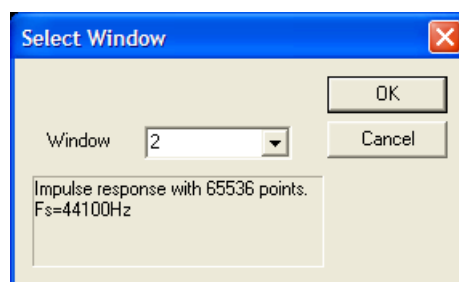 Select Window
OK
Window 2
Cancel
Impulse response with 65536 points.
Fs=44100Hz